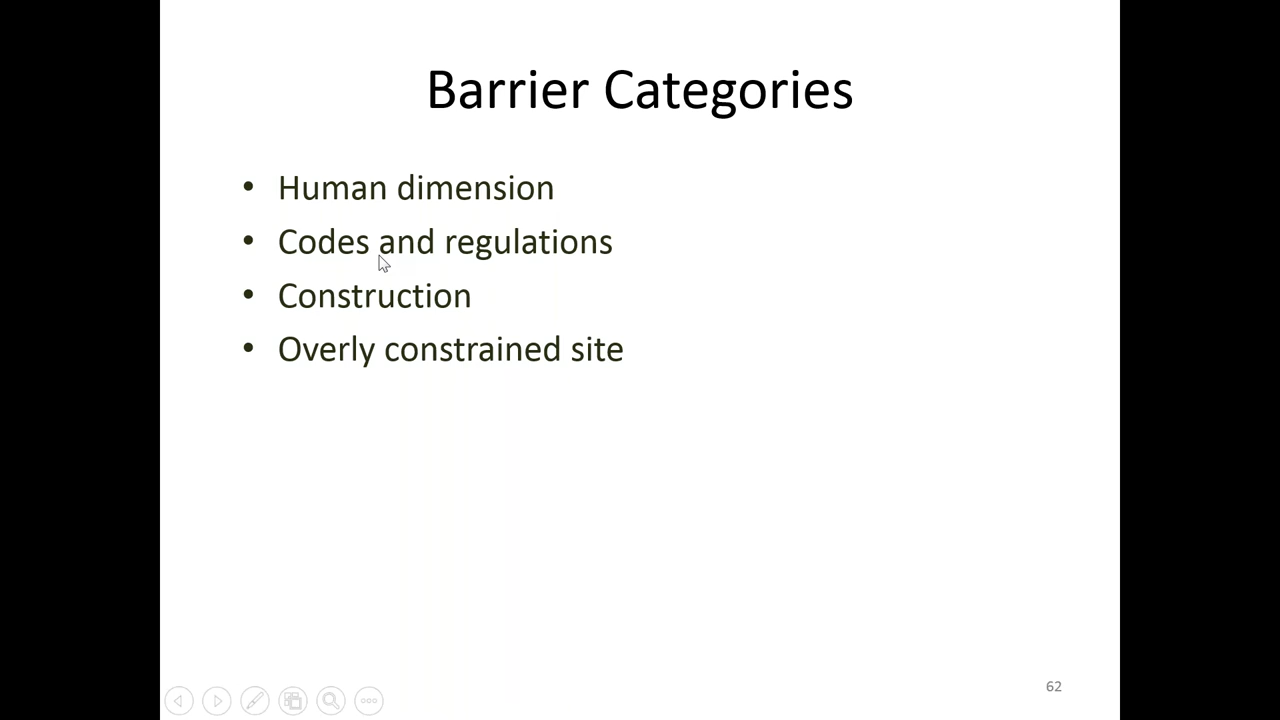 Barrier Categories
• Human dimension
• Codes and regulations
• Construction
• Overly constrained site
62